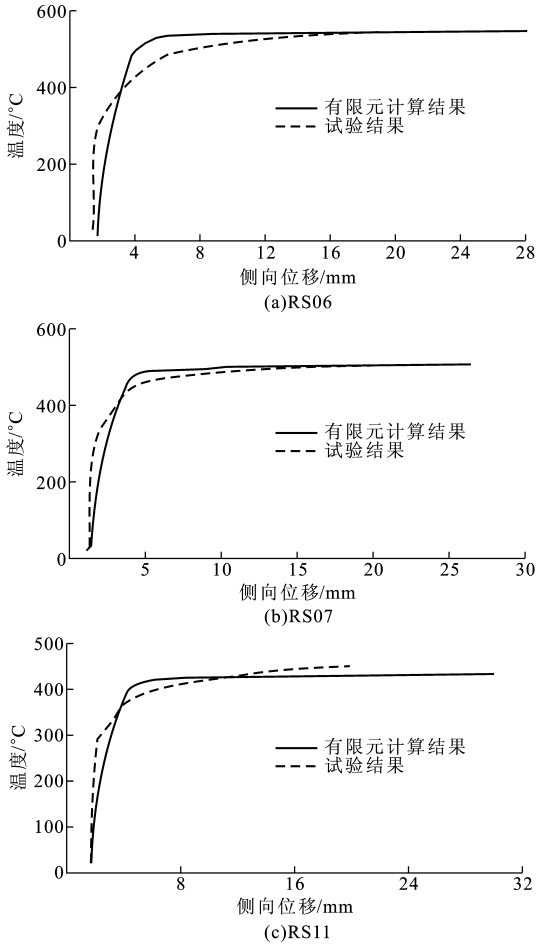 600
400
200
0
温度/°C
有限元计算结果
试验结果
4 8 12 16 20 24 28
侧向位移/mm
(a)RS06
600
400
200
0
温度/°C
有限元计算结果
试验结果
5 10 15 20 25 30
侧向位移/mm
(b)RS07
500
400
300
200
100
0
温度/°C
有限元计算结果
试验结果
8 16 24 32
侧向位移/mm
(c)RS11